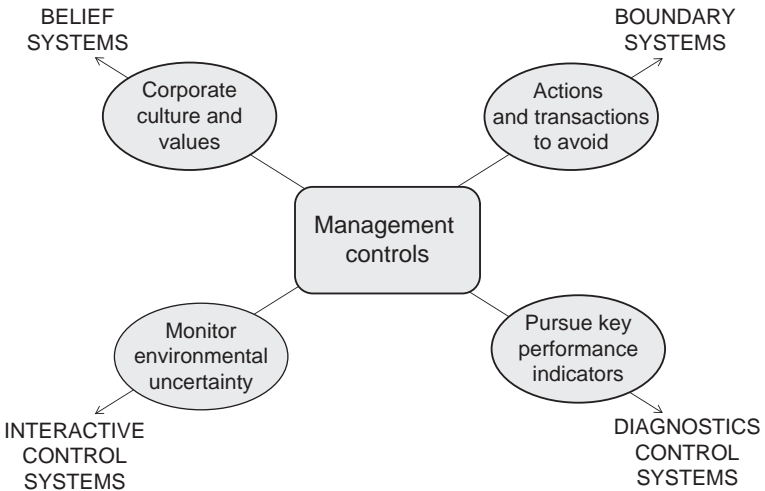 BELIEF
SYSTEMS
BOUNDARY
SYSTEMS
Corporate
culture and
values
Actions
and transactions
to avoid
Management
controls
Monitor
environmental
uncertainty
Pursue key
performance
indicators
INTERACTIVE
CONTROL
SYSTEMS
DIAGNOSTICS
CONTROL
SYSTEMS